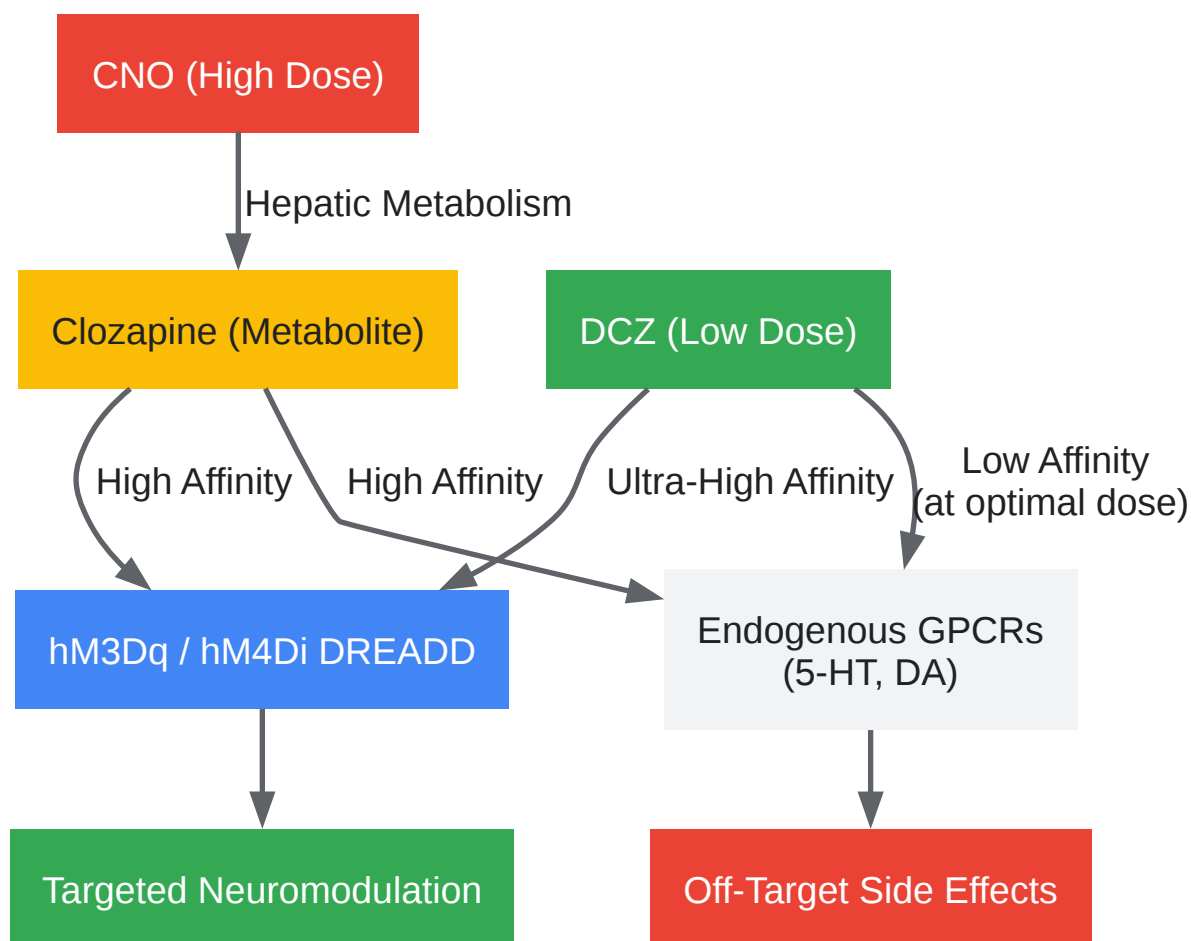 CNO (High Dose)
Hepatic Metabolism
Clozapine (Metabolite)
DCZ (Low Dose)
High Affinity
High Affinity
Ultra-High Affinity
Low Affinity
(at optimal dose)
hM3Dq / hM4Di DREADD
Endogenous GPCRs
(5-HT, DA)
Targeted Neuromodulation
Off-Target Side Effects